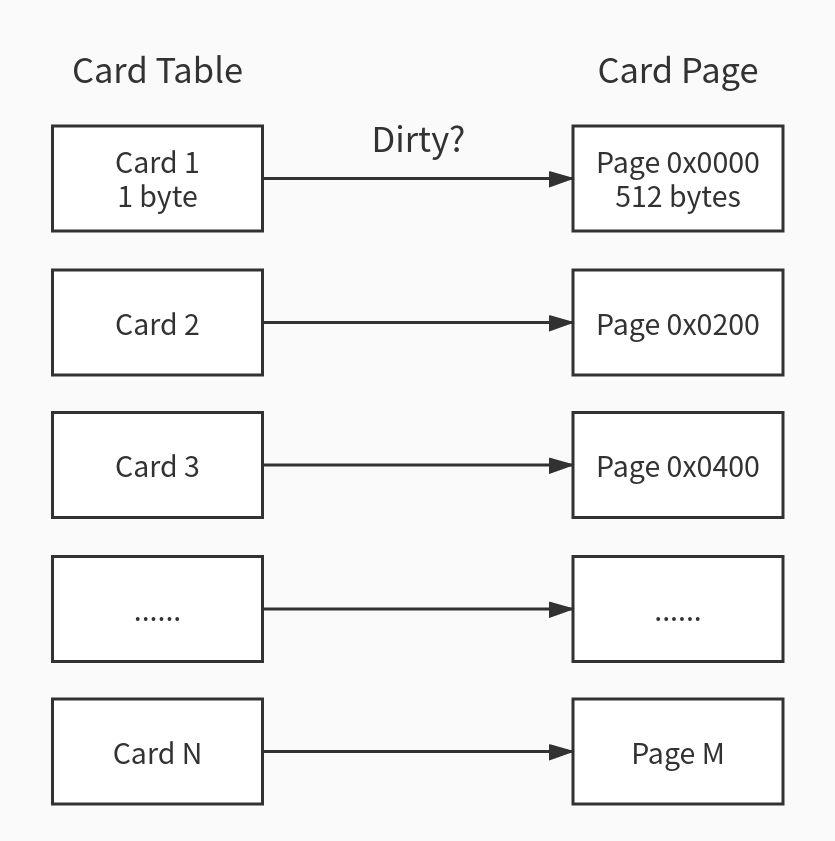 Card Table
Card Page
Dirty?
Card 1
1 byte
Page 0x0000
512 bytes
Card 2
Page 0x0200
Card 3
Page 0x0400
......
......
Card N
Page M